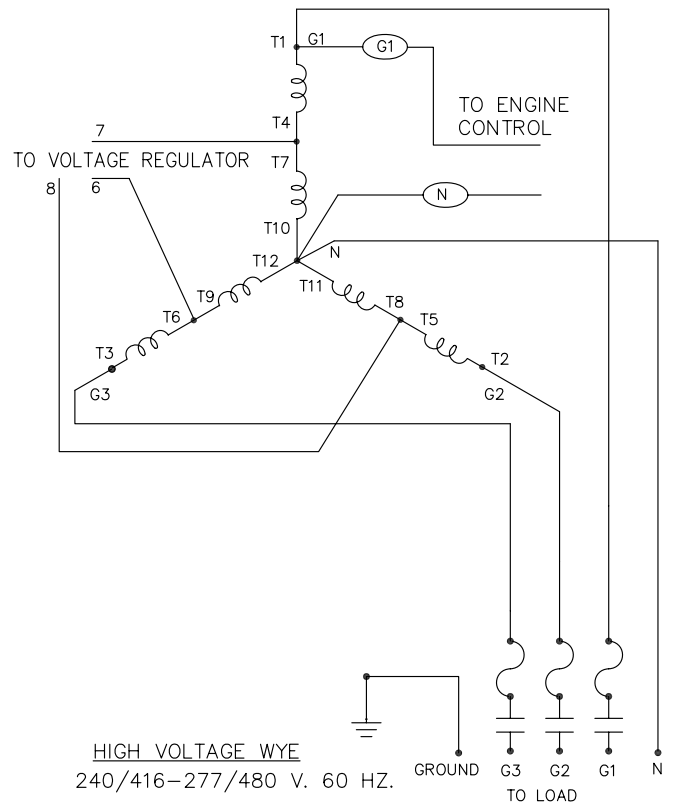 T1 G1 G1
TO ENGINE
CONTROL
T4
7
TO VOLTAGE REGULATOR
T7
8 6
N
T10
N
T12
T11
T9
T8
T6
T5
T3
T2
G3
G2
HIGH VOLTAGE WYE
240/416-277/480 V. 60 HZ.
GROUND G3 G2 G1 N
TO LOAD